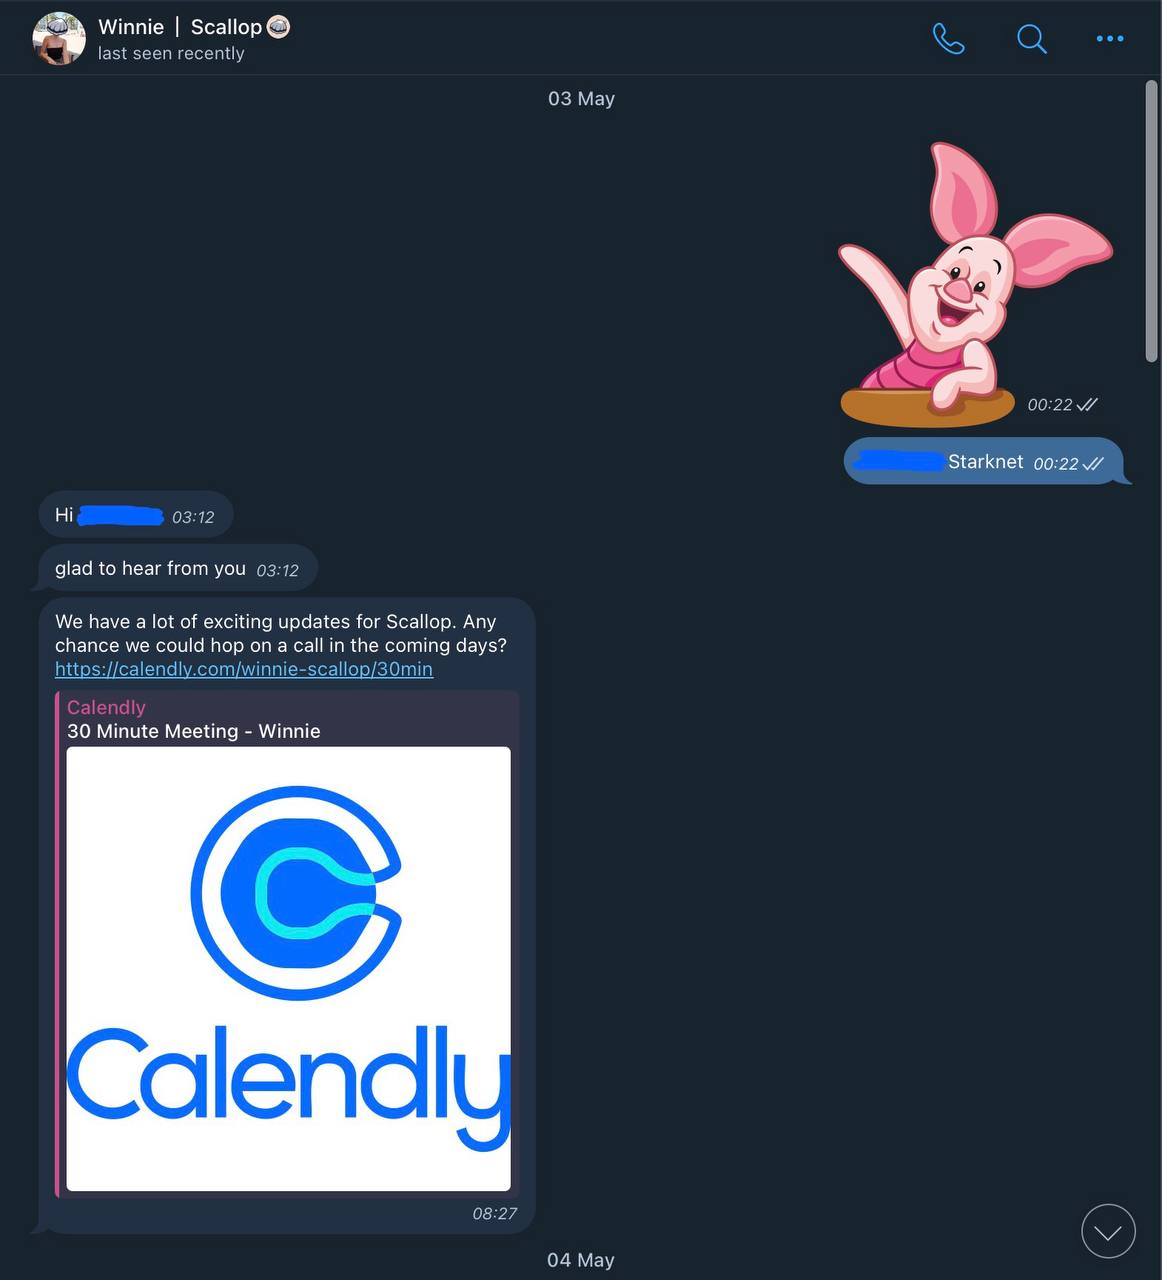 Winnie | Scallop
last seen recently
03 May
00:22
Starknet 00:22
Hi 03:12
glad to hear from you 03:12
We have a lot of exciting updates for Scallop. Any
chance we could hop on a call in the coming days?
https://calendly.com/winnie-scallop/30min
Calendly
30 Minute Meeting - Winnie
Calendly
08:27
04 May